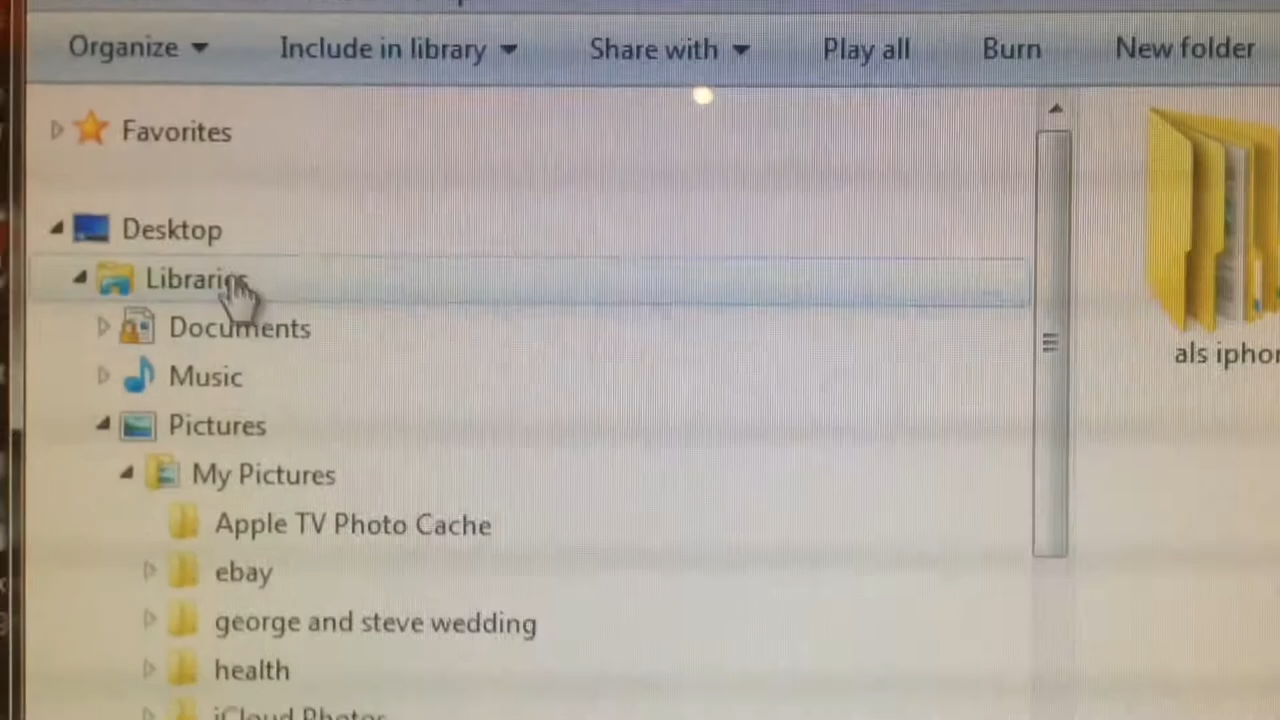 Organize Include in library Share with Play all Burn New folder
Favorites
Desktop
Libraries
Documents
Music
Pictures
My Pictures
Apple TV Photo Cache
ebay
george and steve wedding
health
iCloud Photos
als iphon